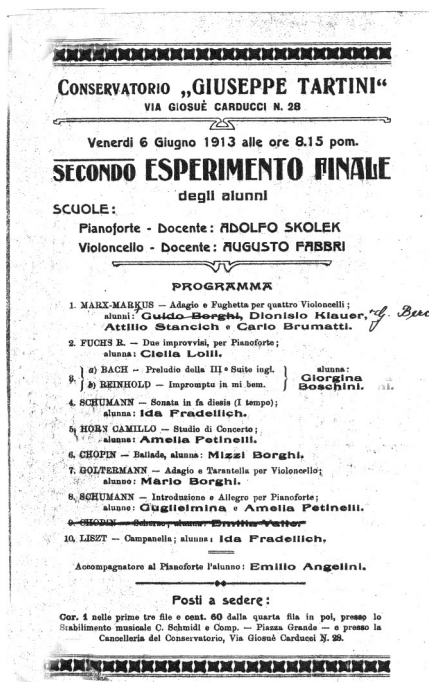 CONSERVATORIO „GIUSEPPE TARTINI“
VIA GIOSUÈ CARDUCCI N. 28
Venerdi 6 Giugno 1913 alle ore 8.15 pom.
SECONDO ESPERIMENTO FINALE
degli alunni
SCUOLE:
Pianoforte - Docente: ADOLFO SKOLEK
Violoncello - Docente: AUGUSTO FABBRI
PROGRAMMA
1. MARX-MARKUS — Adagio e Fughetta per quattro Violoncelli;
alunni: Guido Borghi, Dionisio Klauer,
Attilio Stancich e Carlo Brumatti.
2. FUCHS R. — Due improvvisi, per Pianoforte;
alunna: Clelia Lolli.
3. a) BACH — Preludio della IIIa Suite ingl.
b) REINHOLD — Impromptu in mi bem.
alunna:
Giorgina
Boschini.
4. SCHUMANN — Sonata in fa diesis (I tempo);
alunna: Ida Fradellich.
5. HORN CAMILLO — Studio di Concerto;
alunna: Amelia Petinelli.
6. CHOPIN — Ballade, alunna: Mizzi Borghi.
7. GOLTERMANN — Adagio e Tarantella per Violoncello;
alunno: Mario Borghi.
8. SCHUMANN — Introduzione e Allegro per Pianoforte;
alunne: Guglielmina e Amelia Petinelli.
9. CHOPIN — Scherzo; alunna: Emilia Valler
10. LISZT — Campanella; alunna: Ida Fradellich.
Accompagnatore al Pianoforte l'alunno: Emilio Angelini.
Posti a sedere:
Cor. 1 nelle prime tre file e cent. 60 dalla quarta fila in poi, presso lo
Stabilimento musicale C. Schmidl e Comp. — Piazza Grande — e presso la
Cancelleria del Conservatorio, Via Giosuè Carducci N. 28.